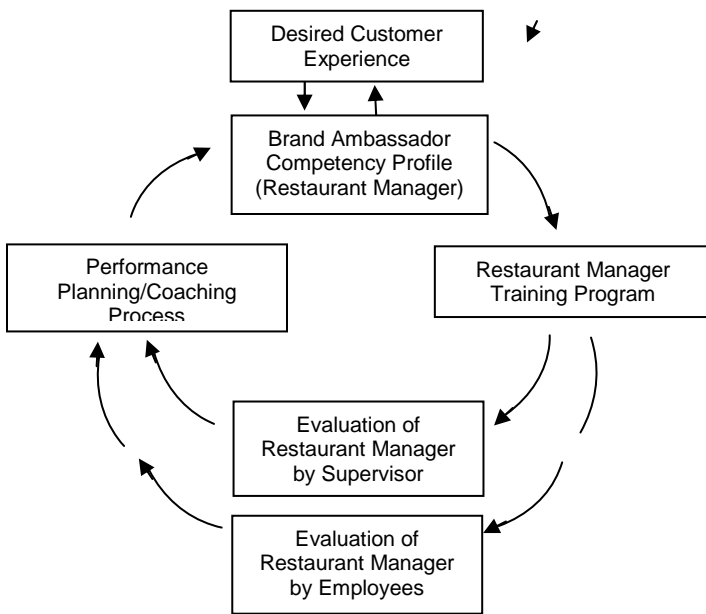 Desired Customer
Experience
Brand Ambassador
Competency Profile
(Restaurant Manager)
Performance
Planning/Coaching
Process
Restaurant Manager
Training Program
Evaluation of
Restaurant Manager
by Supervisor
Evaluation of
Restaurant Manager
by Employees